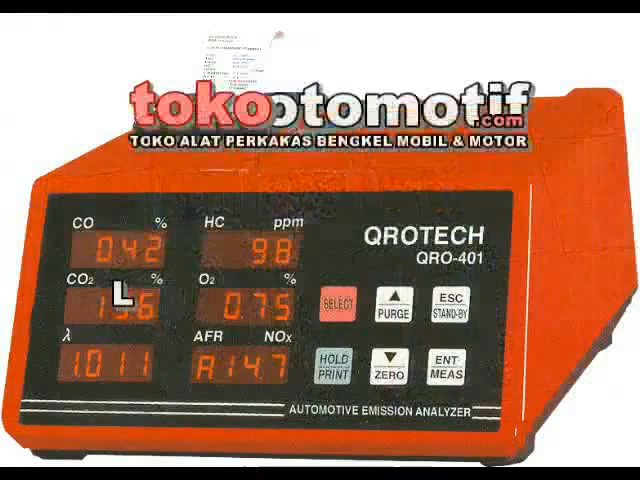 tokootomotif
.com
TOKO ALAT PERKAKAS BENGKEL MOBIL & MOTOR
CO % HC ppm
0.42 98
QROTECH
QRO-401
CO2 % O2 %
L
0.75
SELECT ▲ PURGE ESC STAND-BY
λ AFR NOx
1.011 A14.7
HOLD PRINT ▼ ZERO ENT MEAS
AUTOMOTIVE EMISSION ANALYZER